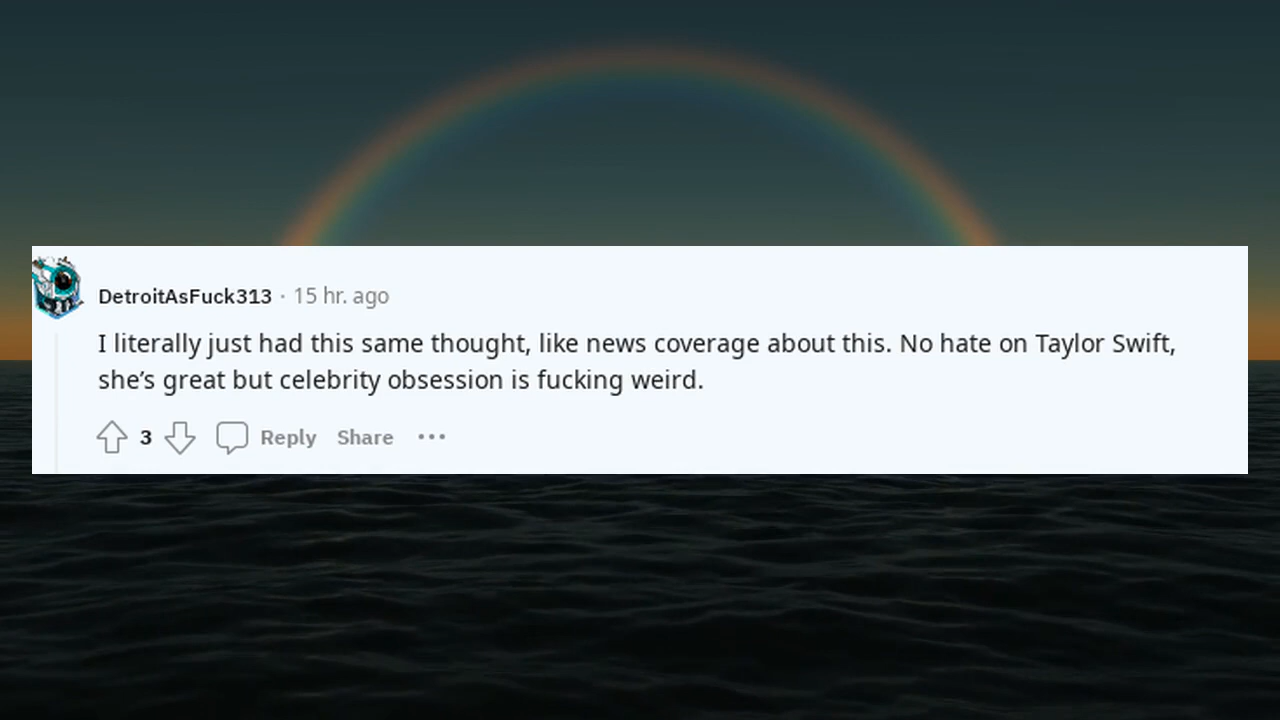 DetroitAsFuck313 · 15 hr. ago
I literally just had this same thought, like news coverage about this. No hate on Taylor Swift,
she’s great but celebrity obsession is fucking weird.
3 Reply Share •••